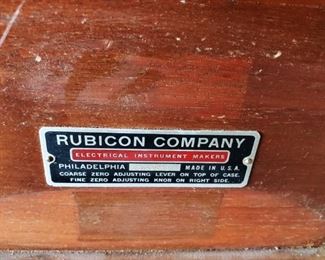 RUBICON COMPANY
ELECTRICAL INSTRUMENT MAKERS
PHILADELPHIA MADE IN U.S.A.
COARSE ZERO ADJUSTING LEVER ON TOP OF CASE.
FINE ZERO ADJUSTING KNOB ON RIGHT SIDE.